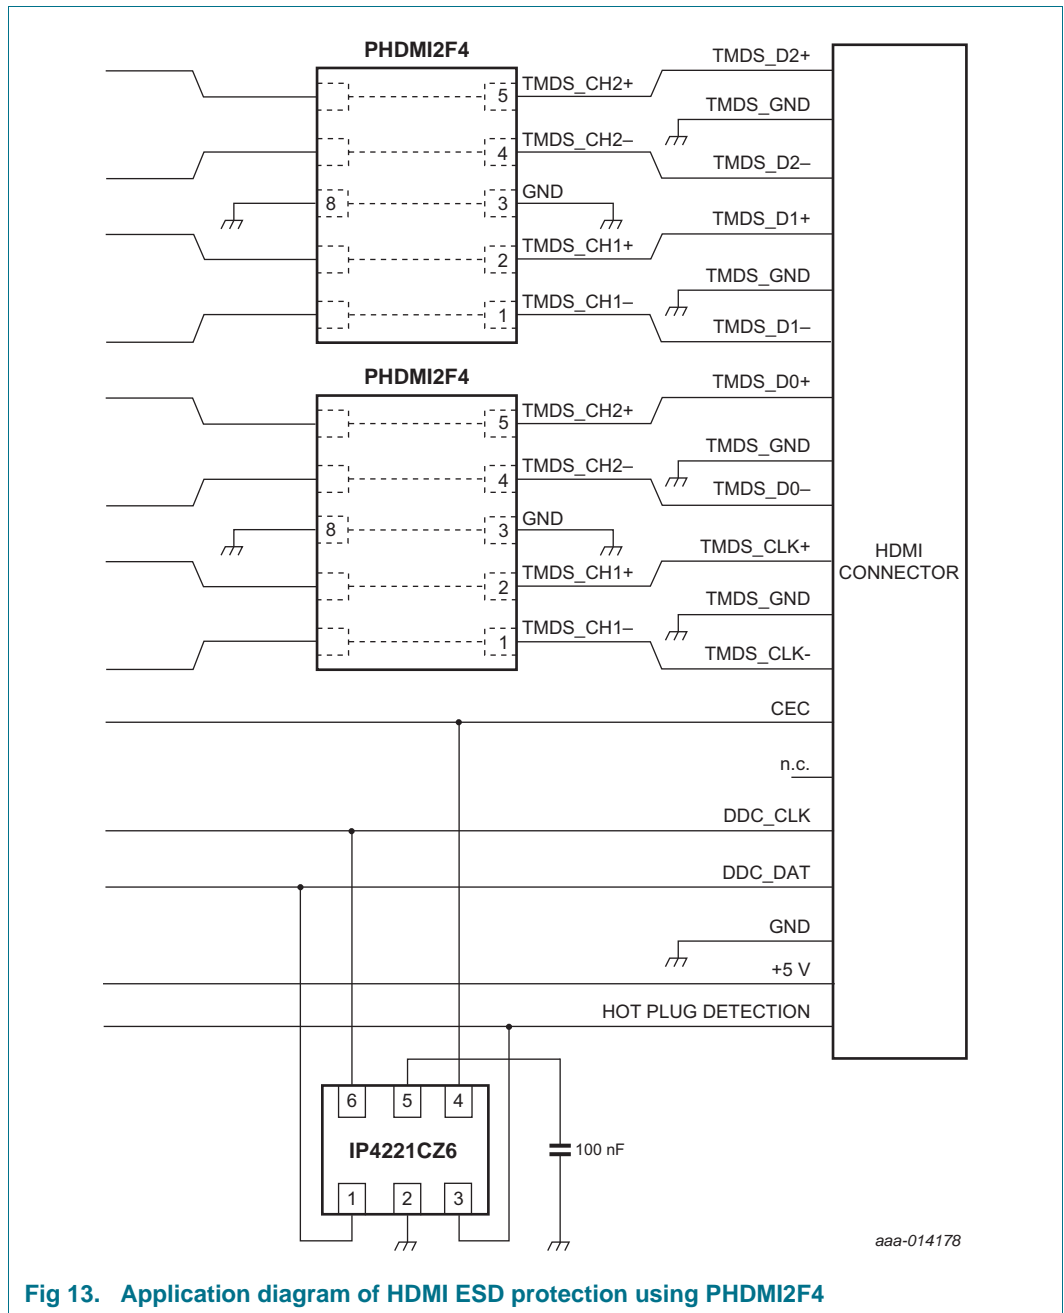 PHDMI2F4
TMDS_D2+
5 TMDS_CH2+
TMDS_GND
4 TMDS_CH2–
TMDS_D2–
8 3 GND
TMDS_D1+
2 TMDS_CH1+
TMDS_GND
1 TMDS_CH1–
TMDS_D1–
PHDMI2F4
TMDS_D0+
5 TMDS_CH2+
TMDS_GND
4 TMDS_CH2–
TMDS_D0–
8 3 GND
TMDS_CLK+
HDMI
CONNECTOR
2 TMDS_CH1+
TMDS_GND
1 TMDS_CH1–
TMDS_CLK-
CEC
n.c.
DDC_CLK
DDC_DAT
GND
+5 V
HOT PLUG DETECTION
6 5 4
IP4221CZ6
100 nF
1 2 3
aaa-014178
Fig 13. Application diagram of HDMI ESD protection using PHDMI2F4